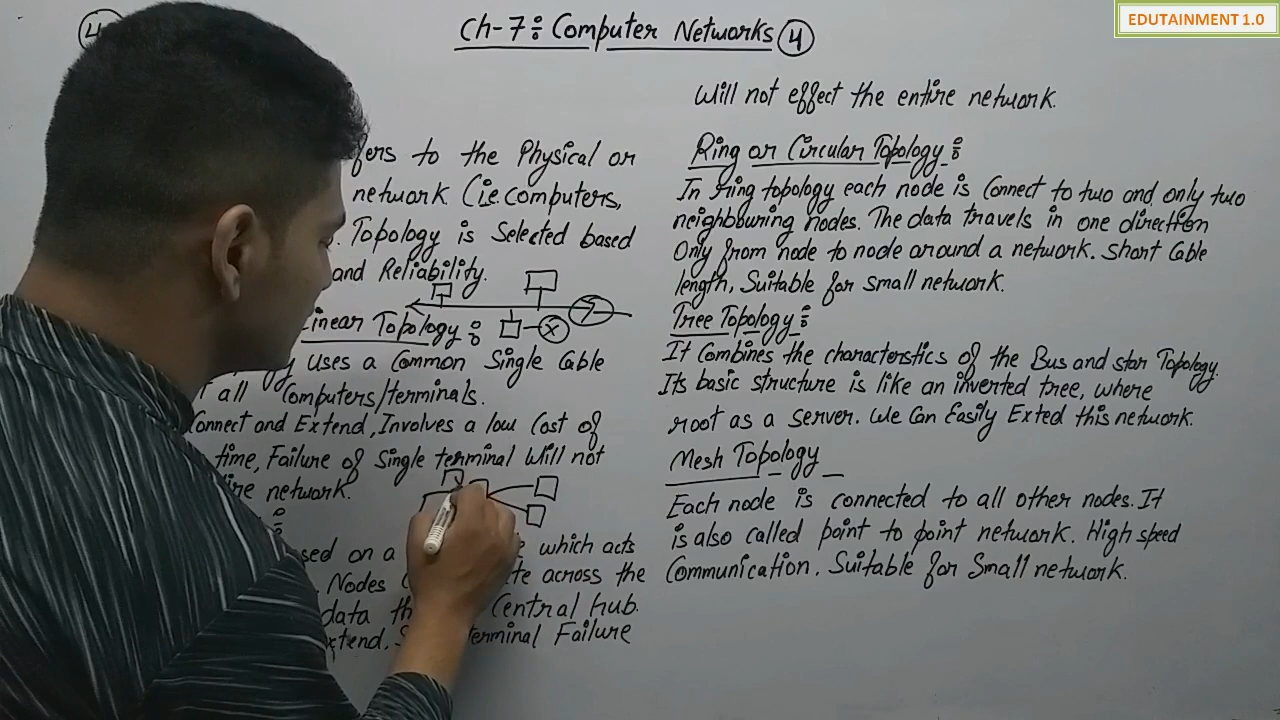 Ch-7: Computer Networks 4
EDUTAINMENT 1.0
4
fers to the Physical or
network (i.e. Computers,
Topology is Selected based
and Reliability.
Linear Topology:
Uses a Common Single Cable
all Computers/terminals.
Connect and Extend, Involves a low Cost of
time, Failure of Single terminal Will not
network.
sed on a which acts
Nodes te across the
data th Central hub.
xtend. S terminal Failure
Will not effect the entire network.
Ring or Circular Topology:
In ring topology each node is Connect to two and only two
neighbouring nodes. The data travels in one direction
Only from node to node around a network. Short Cable
length, Suitable for small network.
Tree Topology:
It Combines the characterstics of the Bus and star Topology.
Its basic structure is like an inverted tree, where
root as a server. We Can Easily Exted this network.
Mesh Topology
Each node is connected to all other nodes. It
is also called point to point network. High speed
Communication. Suitable for Small network.